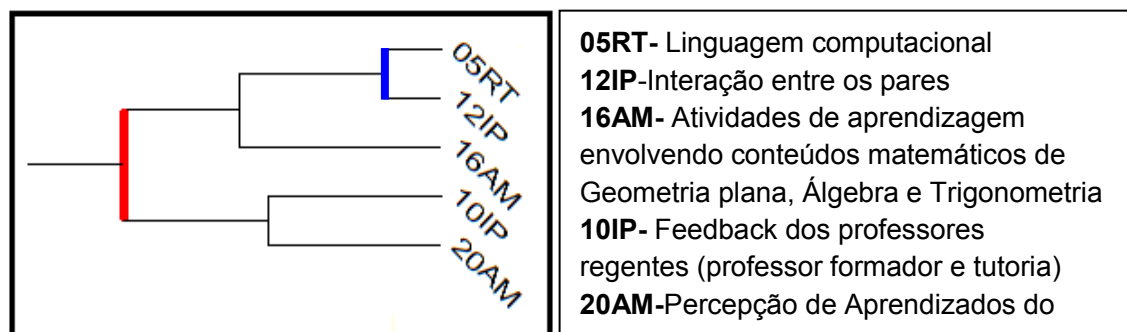 05RT
12IP
16AM
10IP
20AM
05RT- Linguagem computacional
12IP-Interação entre os pares
16AM- Atividades de aprendizagem
envolvendo conteúdos matemáticos de
Geometria plana, Álgebra e Trigonometria
10IP- Feedback dos professores
regentes (professor formador e tutoria)
20AM-Percepção de Aprendizados do